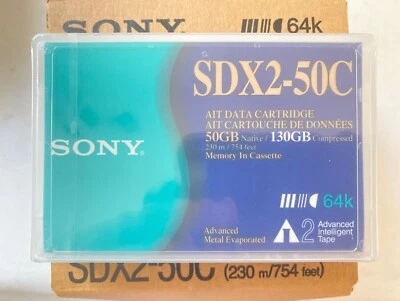 SONY
64k
SDX2-50C
AIT DATA CARTRIDGE
AIT CARTOUCHE DE DONNÉES
50GB Native / 130GB Compressed
230 m / 754 feet
Memory In Cassette
SONY
64k
Advanced
Metal Evaporated
AIT 2 Advanced
Intelligent
Tape
SDX2-50C (230 m/754 feet)